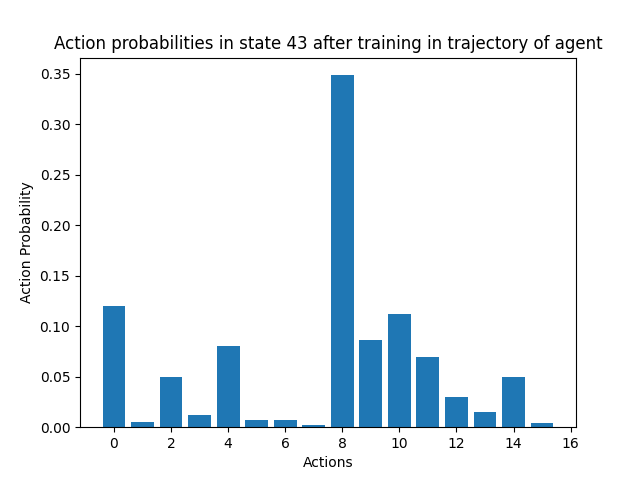 Action probabilities in state 43 after training in trajectory of agent
0.35
0.30
0.25
0.20
0.15
0.10
0.05
0.00
Action Probability
0 2 4 6 8 10 12 14 16
Actions